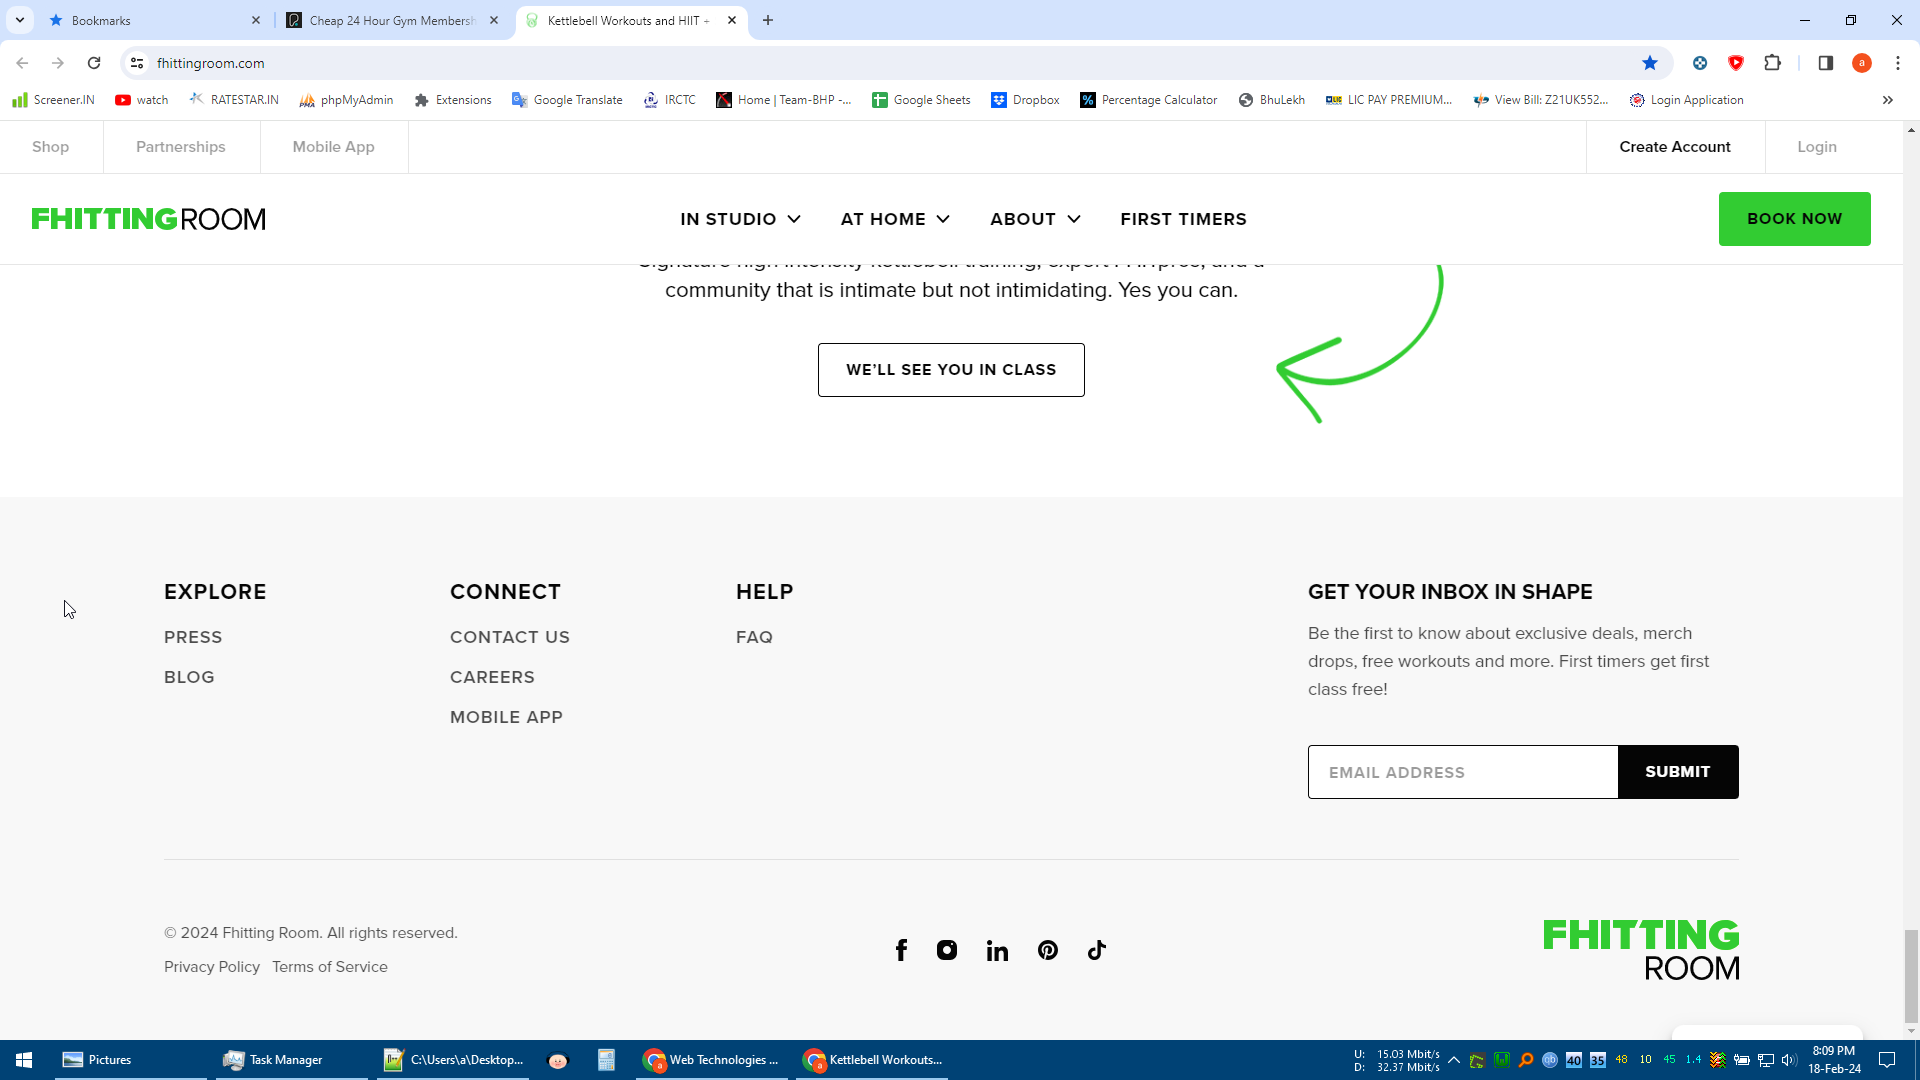 Bookmarks
Cheap 24 Hour Gym Membersh
Kettlebell Workouts and HIIT +
fhittingroom.com
a
Screener.IN
watch
RATESTAR.IN
phpMyAdmin
Extensions
Google Translate
IRCTC
Home | Team-BHP -...
Google Sheets
Dropbox
Percentage Calculator
BhuLekh
LIC PAY PREMIUM...
View Bill: Z21UK552...
Login Application
Shop
Partnerships
Mobile App
Create Account
Login
FHITTINGROOM
IN STUDIO
AT HOME
ABOUT
FIRST TIMERS
BOOK NOW
community that is intimate but not intimidating. Yes you can.
WE'LL SEE YOU IN CLASS
EXPLORE
PRESS
BLOG
CONNECT
CONTACT US
CAREERS
MOBILE APP
HELP
FAQ
GET YOUR INBOX IN SHAPE
Be the first to know about exclusive deals, merch
drops, free workouts and more. First timers get first
class free!
EMAIL ADDRESS
SUBMIT
© 2024 Fhitting Room. All rights reserved.
Privacy Policy Terms of Service
FHITTING
ROOM
Pictures
Task Manager
C:\Users\a\Desktop...
Web Technologies ...
Kettlebell Workouts...
U: 15.03 Mbit/s
D: 32.37 Mbit/s
40
35
48
10
45
1.4
8:09 PM
18-Feb-24